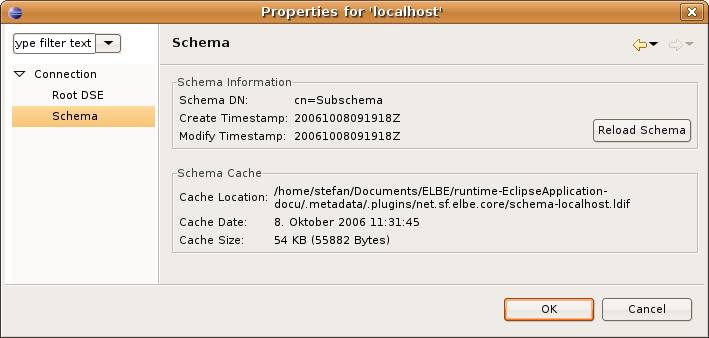 Properties for 'localhost'
ype filter text
Schema
Connection
Root DSE
Schema
Schema Information
Schema DN: cn=Subschema
Create Timestamp: 20061008091918Z
Modify Timestamp: 20061008091918Z
Reload Schema
Schema Cache
Cache Location: /home/stefan/Documents/ELBE/runtime-EclipseApplication-
docu/.metadata/.plugins/net.sf.elbe.core/schema-localhost.ldif
Cache Date: 8. Oktober 2006 11:31:45
Cache Size: 54 KB (55882 Bytes)
OK
Cancel